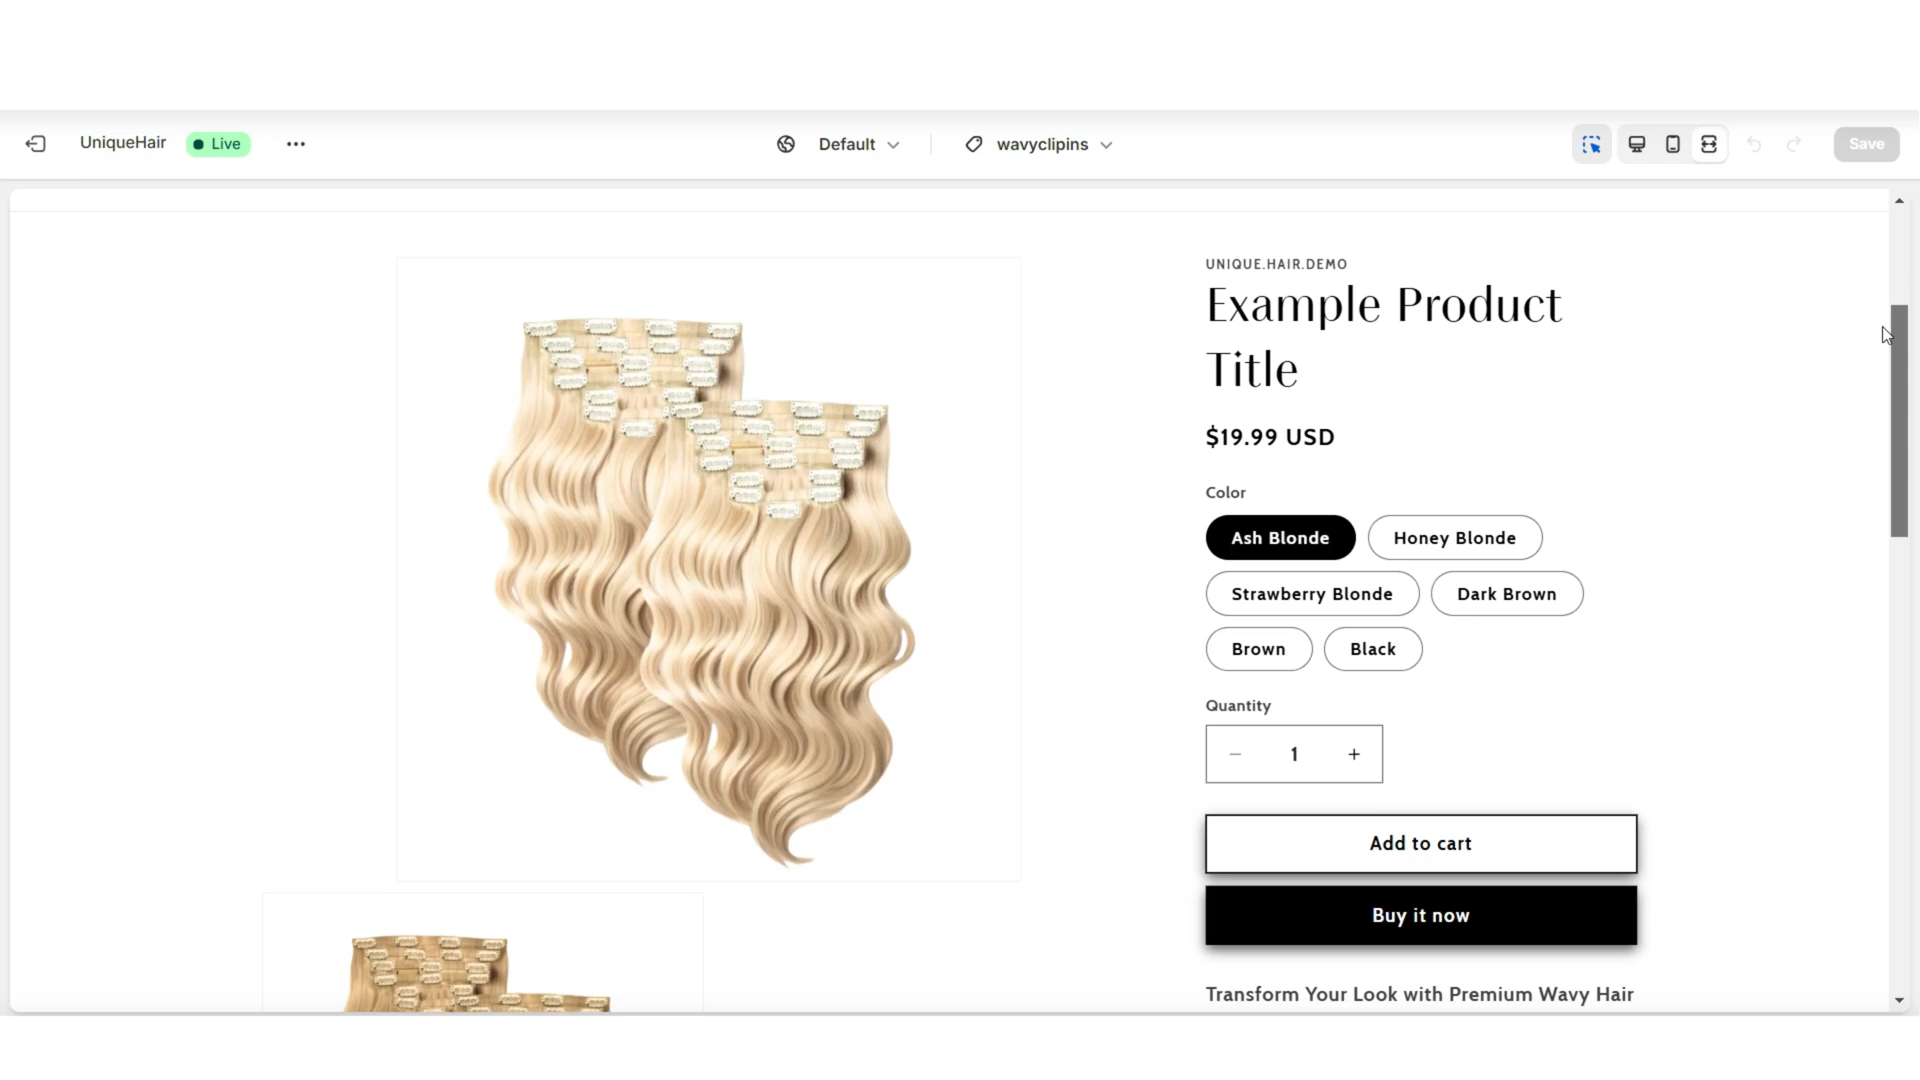 UniqueHair
Live
Default
wavyclipins
Save
UNIQUE.HAIR.DEMO
Example Product
Title
$19.99 USD
Color
Ash Blonde
Honey Blonde
Strawberry Blonde
Dark Brown
Brown
Black
Quantity
1
Add to cart
Buy it now
Transform Your Look with Premium Wavy Hair